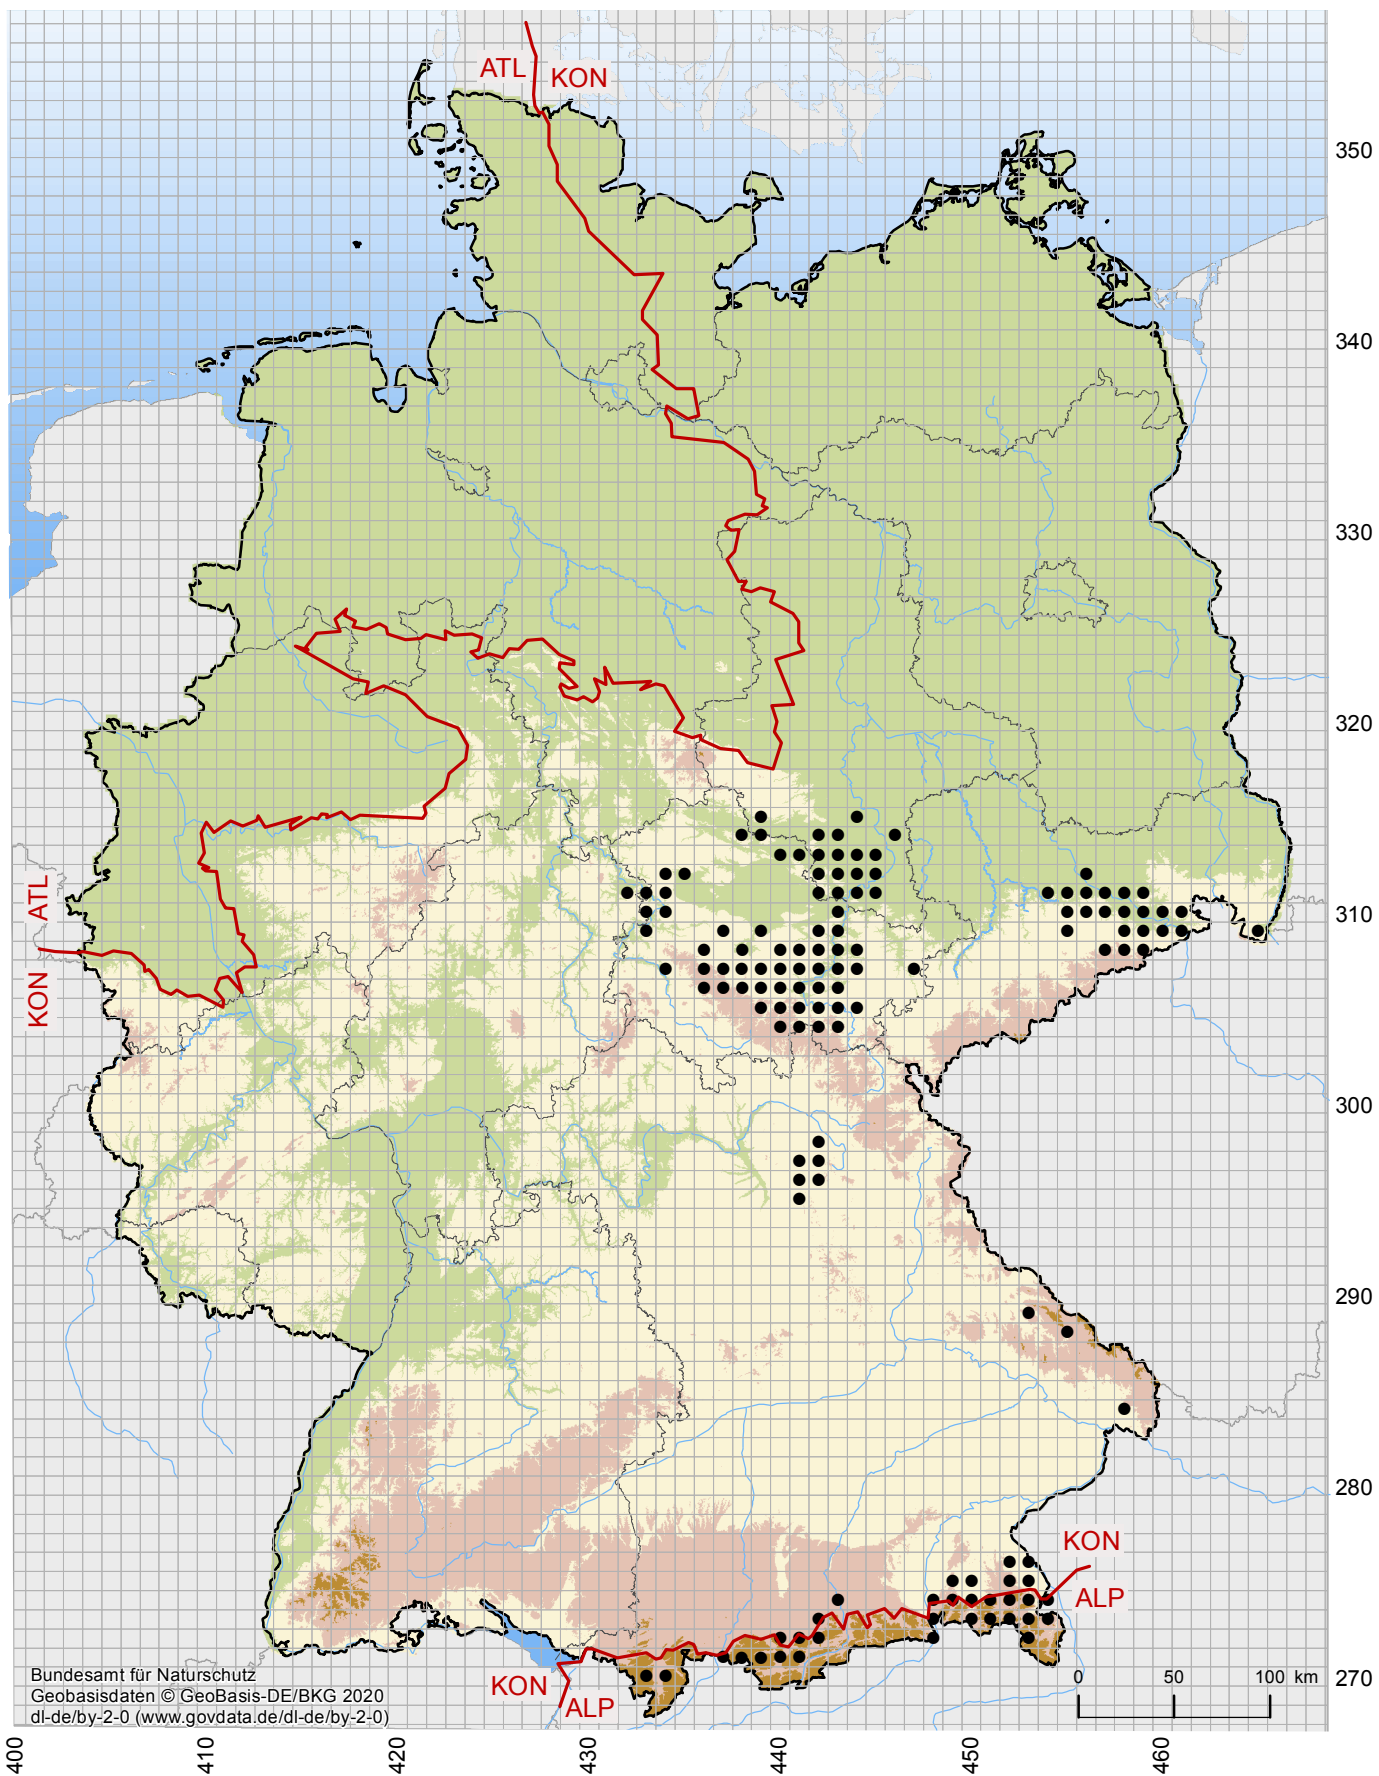 ATL
KON
350
340
330
320
ATL
KON
310
300
290
280
KON
ALP
KON
ALP
270
0 50 100 km
Bundesamt für Naturschutz
Geobasisdaten © GeoBasis-DE/BKG 2020
dl-de/by-2-0 (www.govdata.de/dl-de/by-2-0)
400 410 420 430 440 450 460